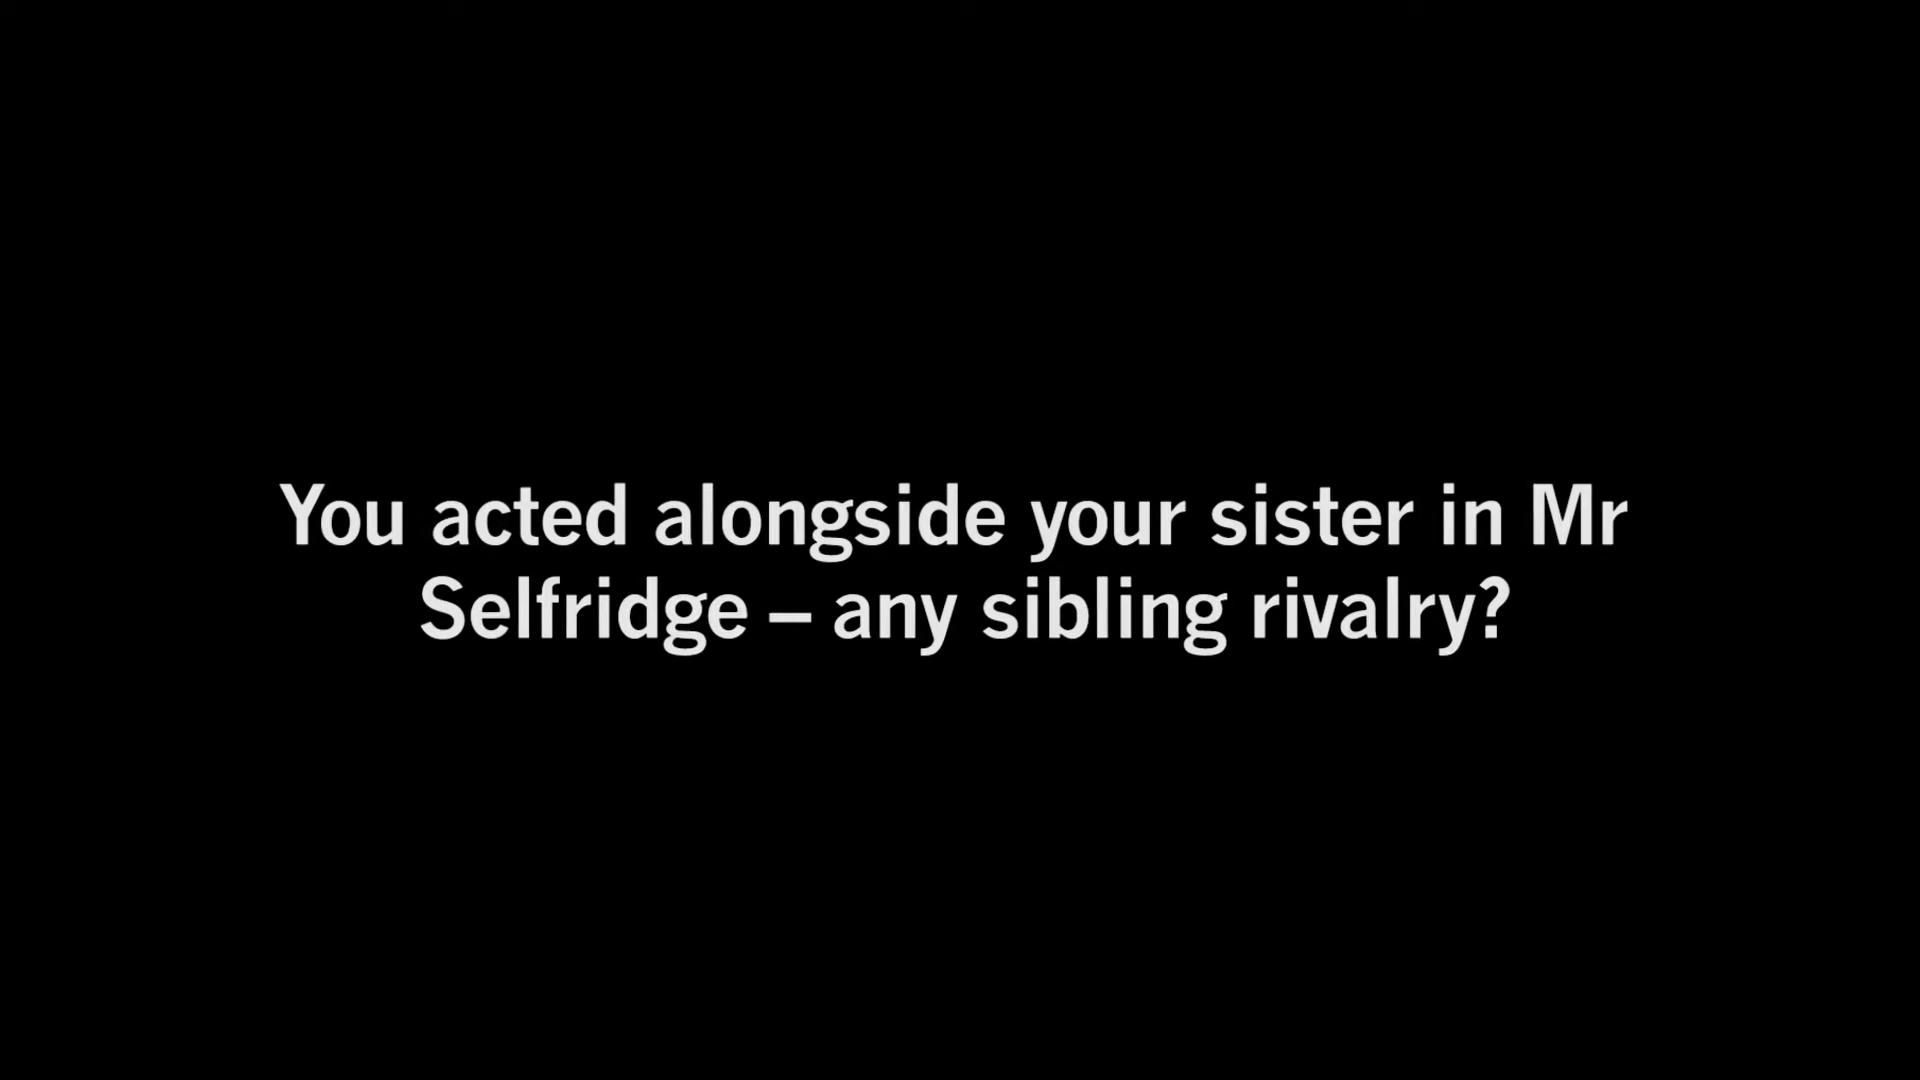 You acted alongside your sister in Mr
Selfridge – any sibling rivalry?